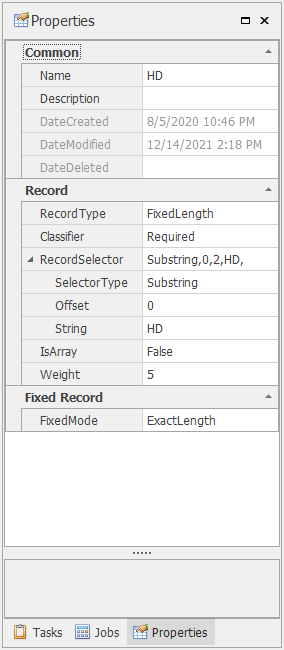 Properties
Common
Name HD
Description
DateCreated 8/5/2020 10:46 PM
DateModified 12/14/2021 2:18 PM
DateDeleted
Record
RecordType FixedLength
Classifier Required
RecordSelector Substring,0,2,HD,
SelectorType Substring
Offset 0
String HD
IsArray False
Weight 5
Fixed Record
FixedMode ExactLength
Tasks Jobs Properties